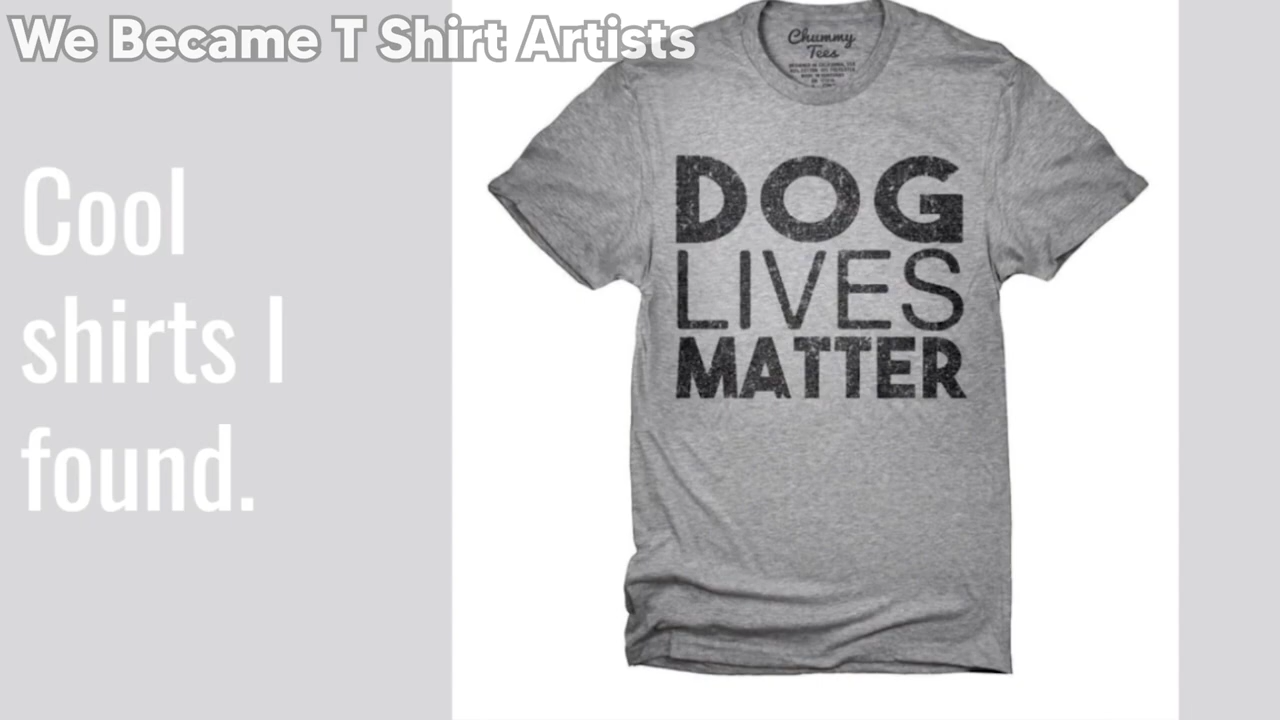 We Became T Shirt Artists
Cool
shirts I
found.
Chummy
Tees
DOG
LIVES
MATTER